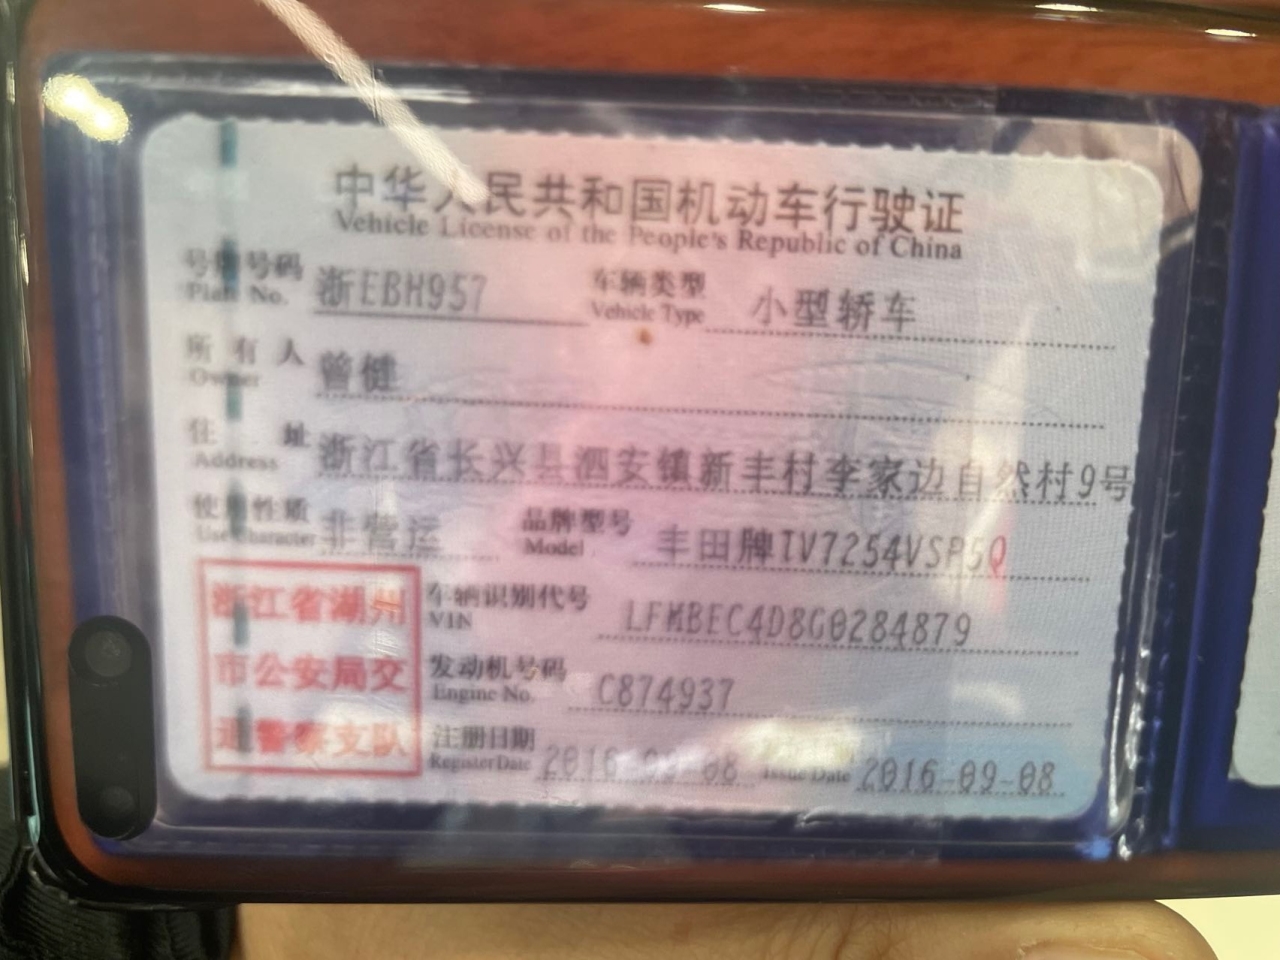 中华人民共和国机动车行驶证
Vehicle License of the People's Republic of China
号牌号码 浙EBH957 车辆类型 小型轿车
Plate No. Vehicle Type
所有人 曾健
Owner
住址 浙江省长兴县泗安镇新丰村李家边自然村9号
Address
使用性质 非营运 品牌型号 丰田牌TV7254VSP5Q
Use Character Model
浙江省湖州
市公安局交
通警察支队
车辆识别代号 LFMBEC4D8G0284879
VIN
发动机号码 C874937
Engine No.
注册日期 2016-09-08 2016-09-08
Register Date Issue Date